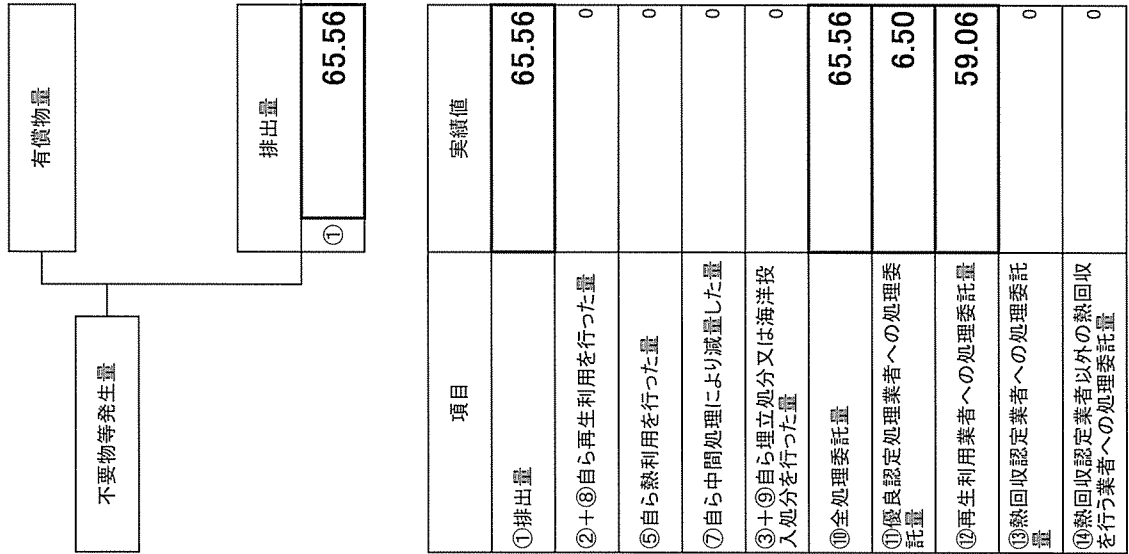 不要物等発生量
有償物量
排出量
① 65.56
項目 実績値
①排出量 65.56
②+⑧自ら再生利用を行った量 0
⑤自ら熱利用を行った量 0
⑦自ら中間処理により減量した量 0
③+⑨自ら埋立処分又は海洋投
入処分を行った量 0
⑩全処理委託量 65.56
⑪優良認定処理業者への処理委
託量 6.50
⑫再生利用業者への処理委託量 59.06
⑬熱回収認定業者への処理委託
量 0
⑭熱回収認定業者以外の熱回収
を行う業者への処理委託量 0